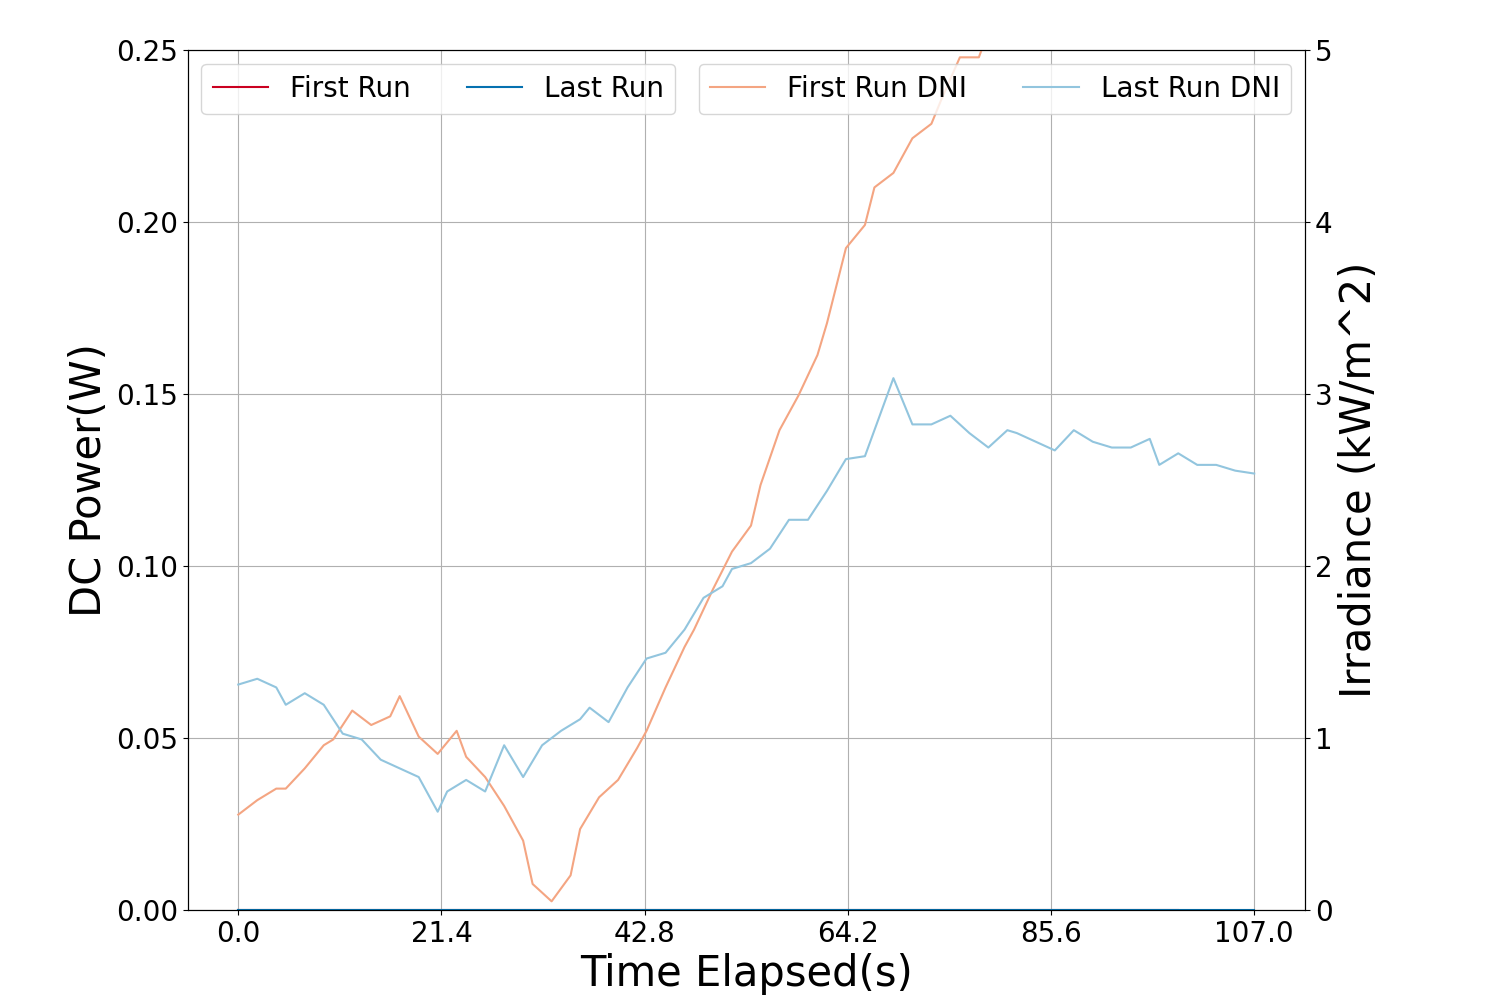 First Run
Last Run
First Run DNI
Last Run DNI
DC Power(W)
0.25
0.20
0.15
0.10
0.05
0.00
5
4
3
2
1
0
Irradiance (kW/m^2)
0.0 21.4 42.8 64.2 85.6 107.0
Time Elapsed(s)